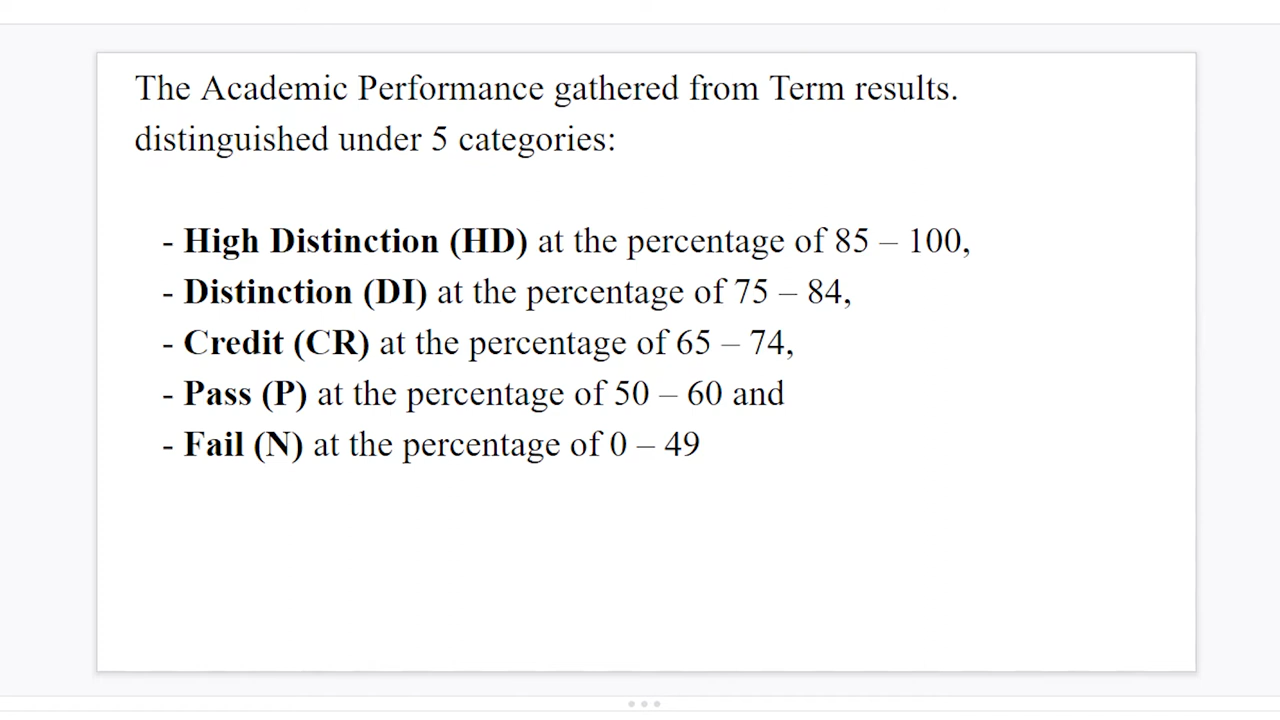 The Academic Performance gathered from Term results.
distinguished under 5 categories:
- High Distinction (HD) at the percentage of 85 – 100,
- Distinction (DI) at the percentage of 75 – 84,
- Credit (CR) at the percentage of 65 – 74,
- Pass (P) at the percentage of 50 – 60 and
- Fail (N) at the percentage of 0 – 49